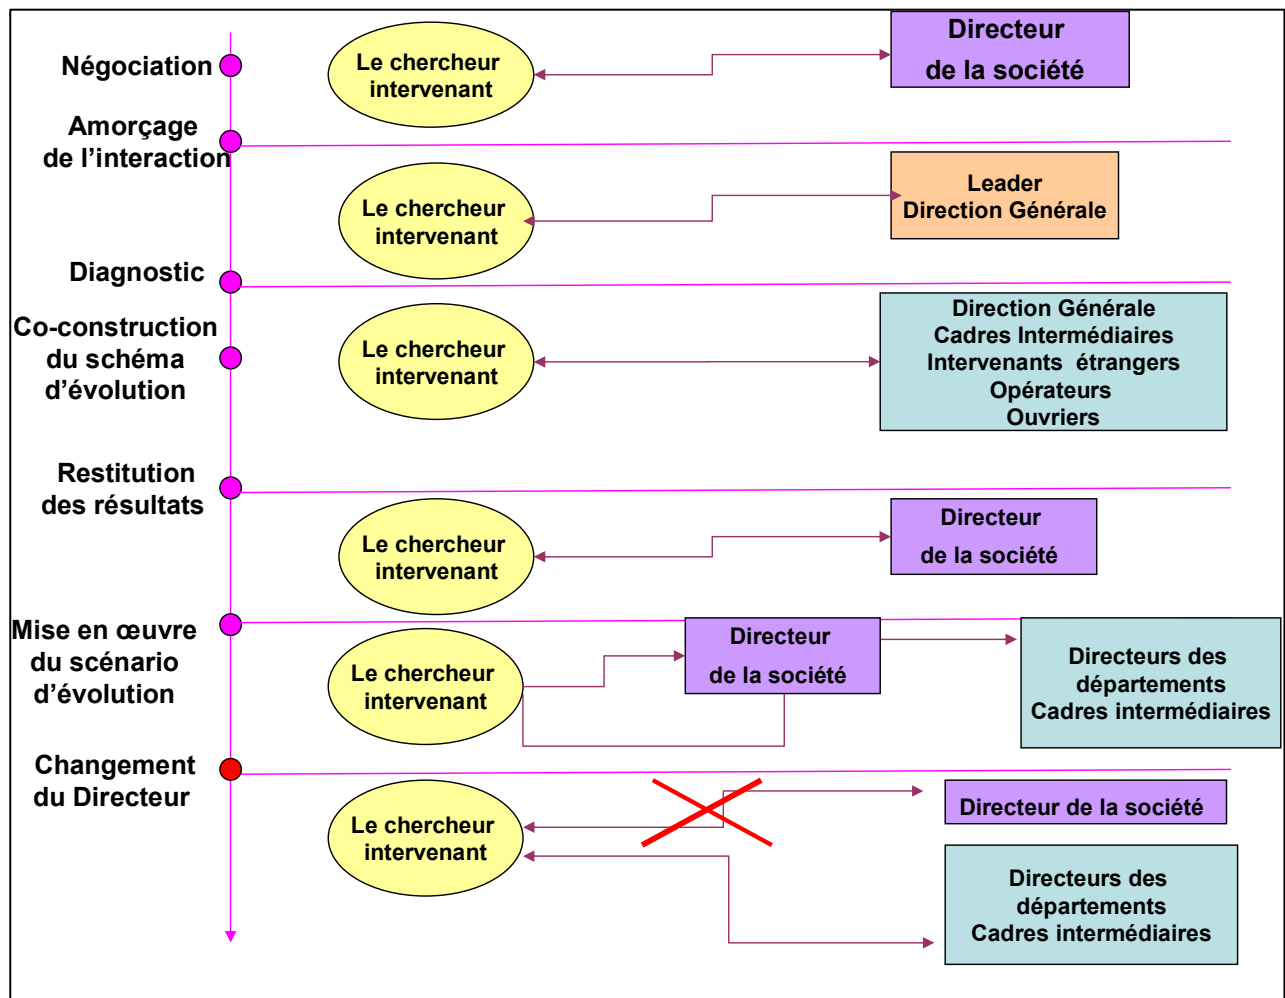 Négociation
Le chercheur
intervenant
Directeur
de la société
Amorçage
de l’interaction
Le chercheur
intervenant
Leader
Direction Générale
Diagnostic
Co-construction
du schéma
d’évolution
Le chercheur
intervenant
Direction Générale
Cadres Intermédiaires
Intervenants étrangers
Opérateurs
Ouvriers
Restitution
des résultats
Le chercheur
intervenant
Directeur
de la société
Mise en œuvre
du scénario
d’évolution
Le chercheur
intervenant
Directeur
de la société
Directeurs des
départements
Cadres intermédiaires
Changement
du Directeur
Le chercheur
intervenant
Directeur de la société
Directeurs des
départements
Cadres intermédiaires